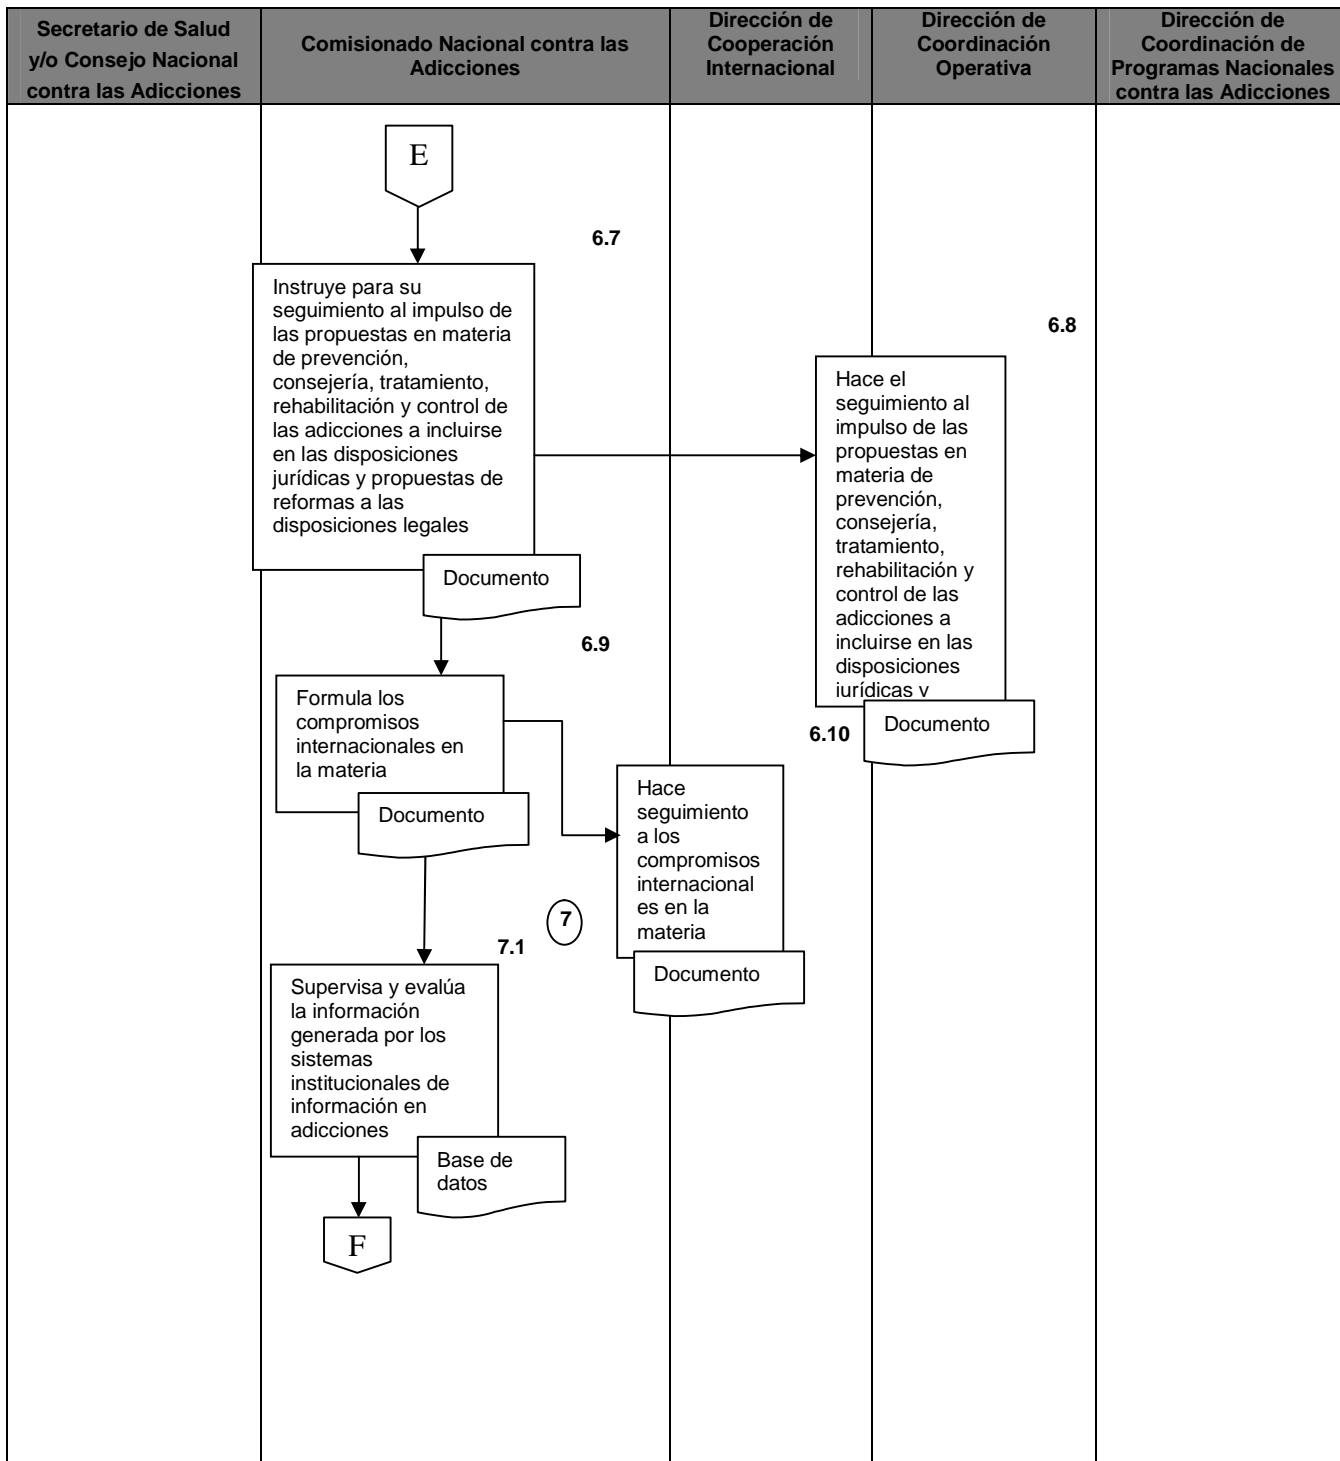 Secretario de Salud
y/o Consejo Nacional
contra las Adicciones
Comisionado Nacional contra las
Adicciones
Dirección de
Cooperación
Internacional
Dirección de
Coordinación
Operativa
Dirección de
Coordinación de
Programas Nacionales
contra las Adicciones
E
6.7
Instruye para su
seguimiento al impulso de
las propuestas en materia
de prevención,
consejería, tratamiento,
rehabilitación y control de
las adicciones a incluirse
en las disposiciones
jurídicas y propuestas de
reformas a las
disposiciones legales
Documento
6.8
Hace el
seguimiento al
impulso de las
propuestas en
materia de
prevención,
consejería,
tratamiento,
rehabilitación y
control de las
adicciones a
incluirse en las
disposiciones
jurídicas y
Documento
6.9
Formula los
compromisos
internacionales en
la materia
Documento
6.10
Hace
seguimiento
a los
compromisos
internacional
es en la
materia
Documento
7
7.1
Supervisa y evalúa
la información
generada por los
sistemas
institucionales de
información en
adicciones
Base de
datos
F